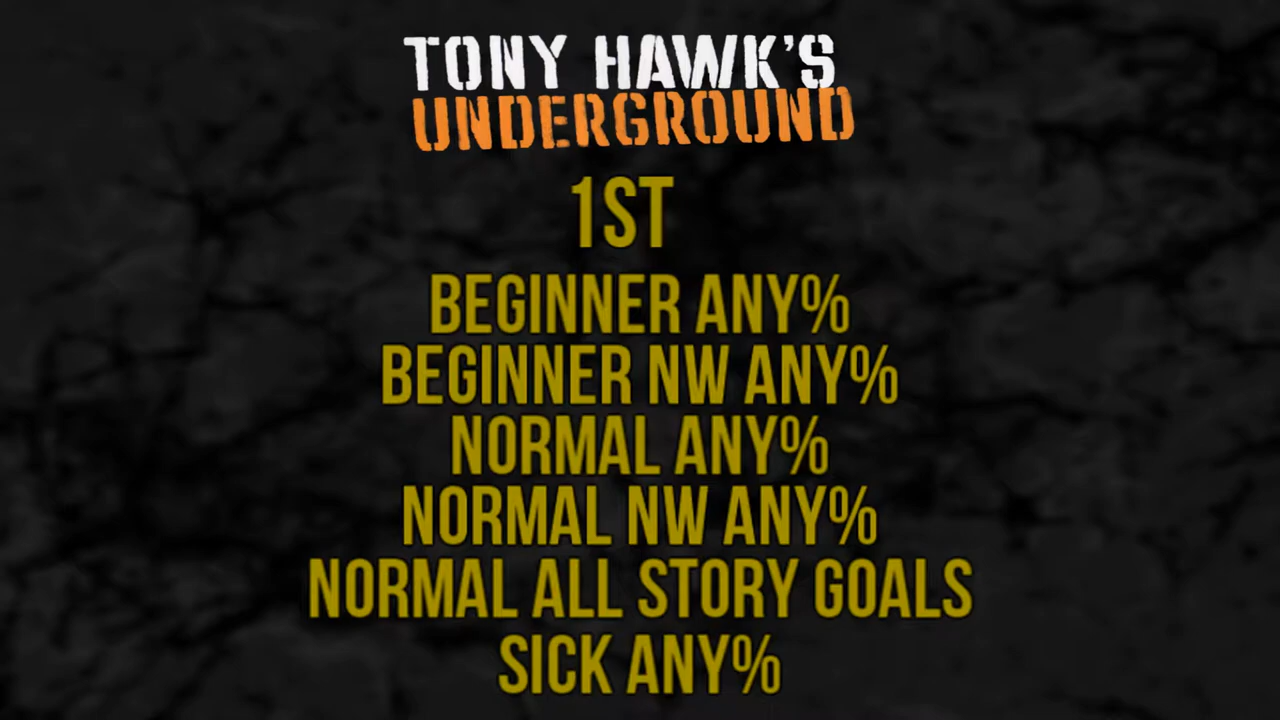 TONY HAWK'S
UNDERGROUND
1ST
BEGINNER ANY%
BEGINNER NW ANY%
NORMAL ANY%
NORMAL NW ANY%
NORMAL ALL STORY GOALS
SICK ANY%